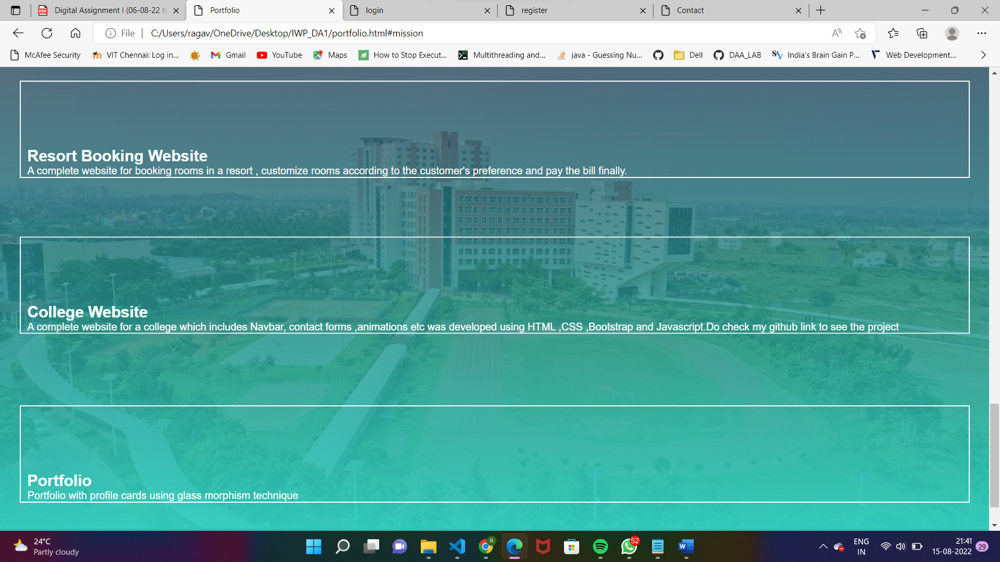 Digital Assignment I (06-08-22 to
Portfolio
login
register
Contact
File
C:/Users/ragav/OneDrive/Desktop/IWP_DA1/portfolio.html#mission
McAfee Security
VIT Chennai: Log in...
Gmail
YouTube
Maps
How to Stop Execut...
Multithreading and...
java - Guessing Nu...
Dell
DAA_LAB
India's Brain Gain P...
Web Development...
Resort Booking Website
A complete website for booking rooms in a resort , customize rooms according to the customer's preference and pay the bill finally.
College Website
A complete website for a college which includes Navbar, contact forms ,animations etc was developed using HTML ,CSS ,Bootstrap and Javascript.Do check my github link to see the project
Portfolio
Portfolio with profile cards using glass morphism technique
24°C
Partly cloudy
R
52
ENG
IN
21:41
15-08-2022
29